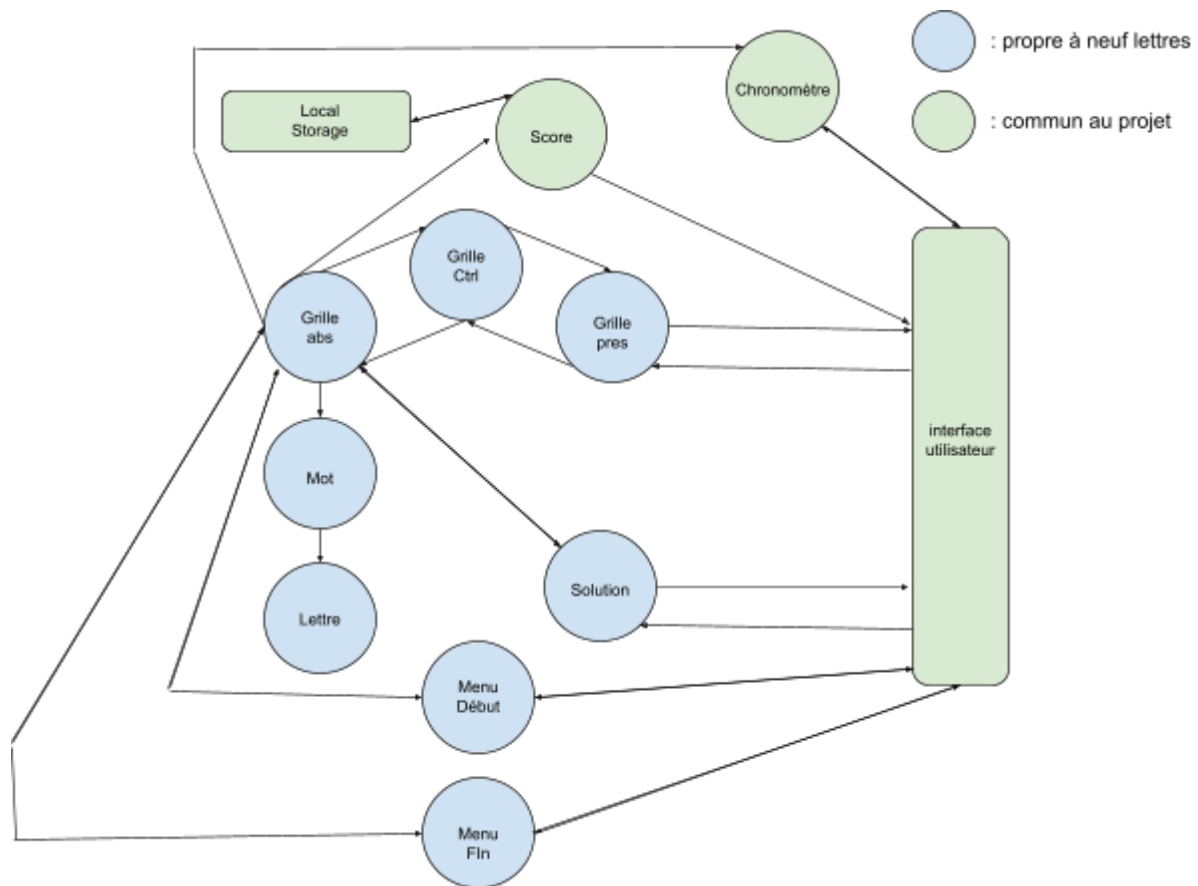 : propre à neuf lettres
: commun au projet
Chronomètre
Local
Storage
Score
Grille
Ctrl
Grille
abs
Grille
pres
interface
utilisateur
Mot
Solution
Lettre
Menu
Début
Menu
FIn